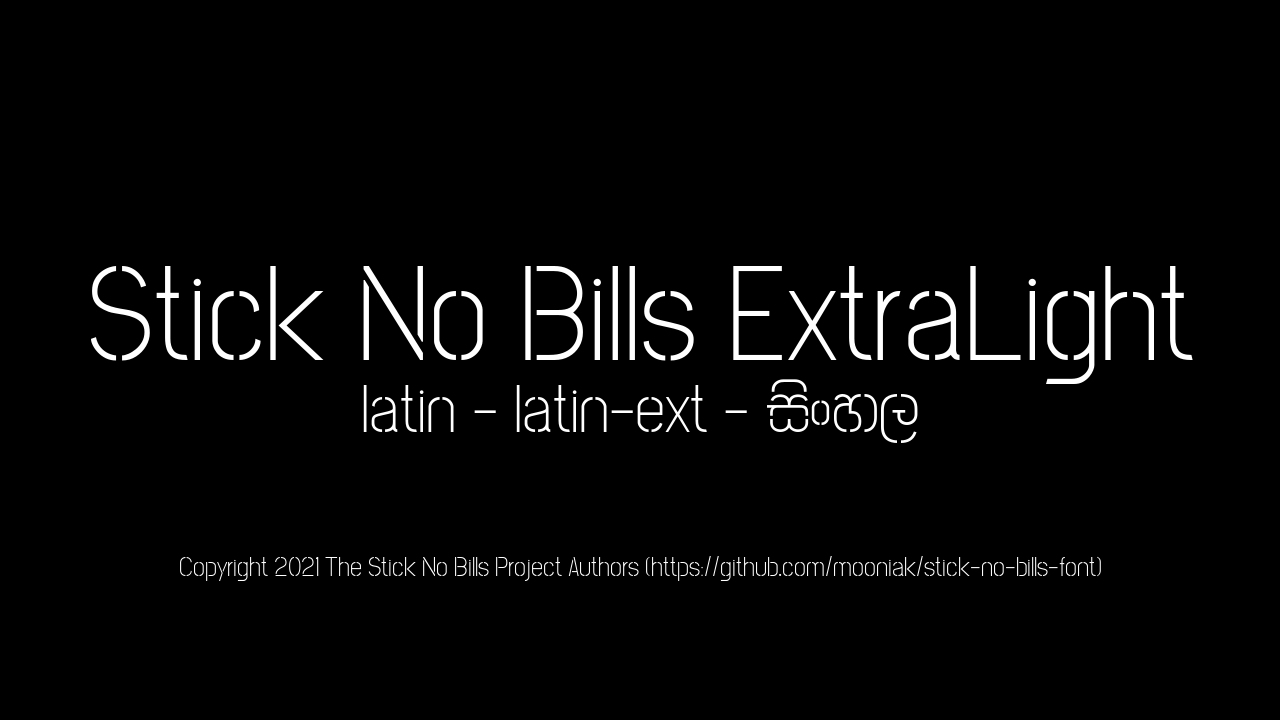 Stick No Bills ExtraLight
latin - latin-ext - සිංහල
Copyright 2021 The Stick No Bills Project Authors (https://github.com/mooniak/stick-no-bills-font)